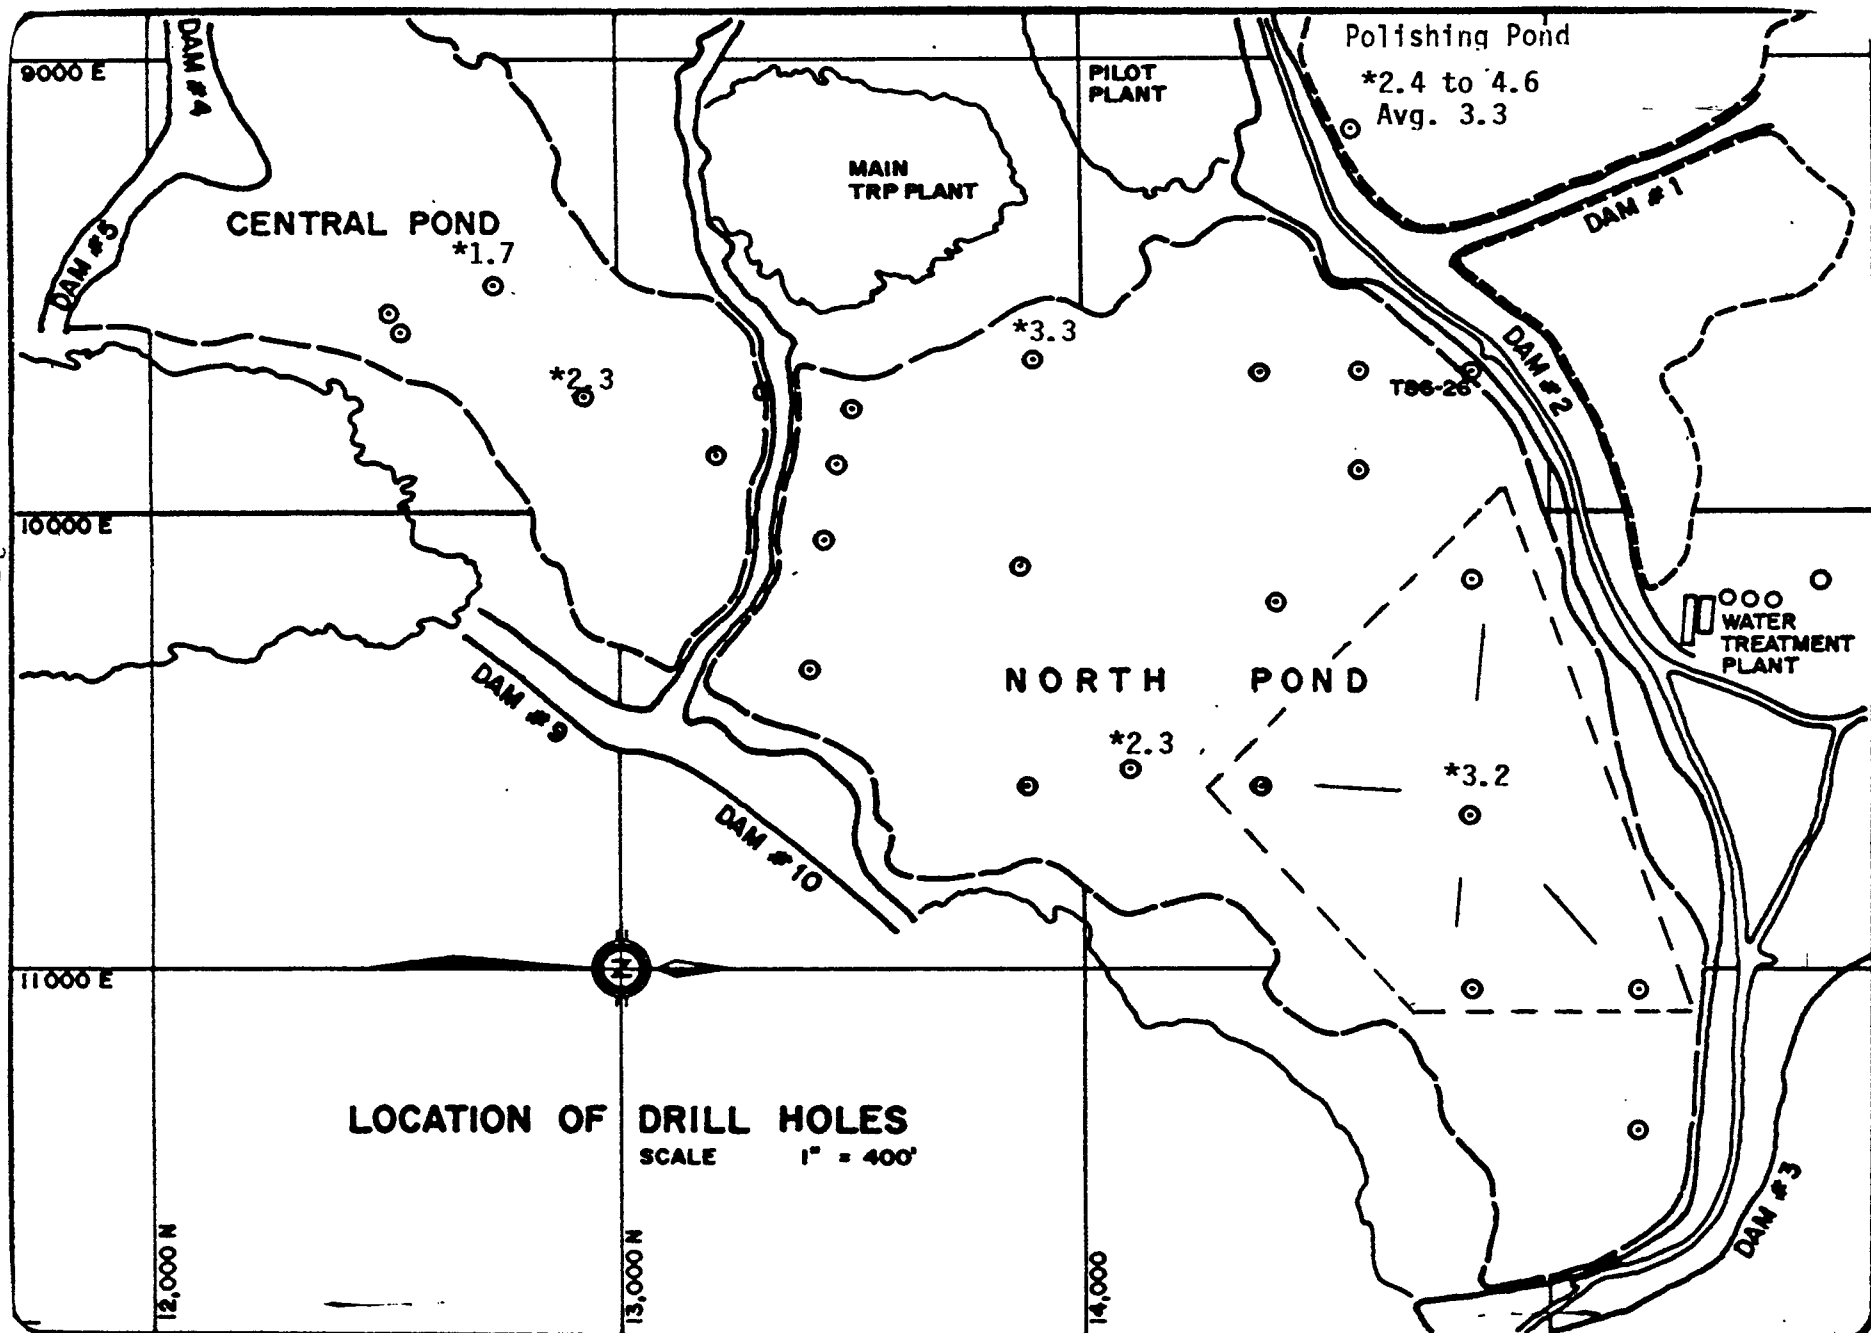 Polishing Pond
*2.4 to 4.6
Avg. 3.3
9000 E
DAM #4
PILOT
PLANT
MAIN
TRP PLANT
DAM #1
CENTRAL POND
*1.7
DAM #5
*3.3
*2.3
T86-26
DAM #2
10000 E
WATER
TREATMENT
PLANT
NORTH POND
DAM #9
*2.3
*3.2
DAM #10
11000 E
N
LOCATION OF DRILL HOLES
SCALE 1" = 400'
DAM #3
12,000 N
13,000 N
14,000